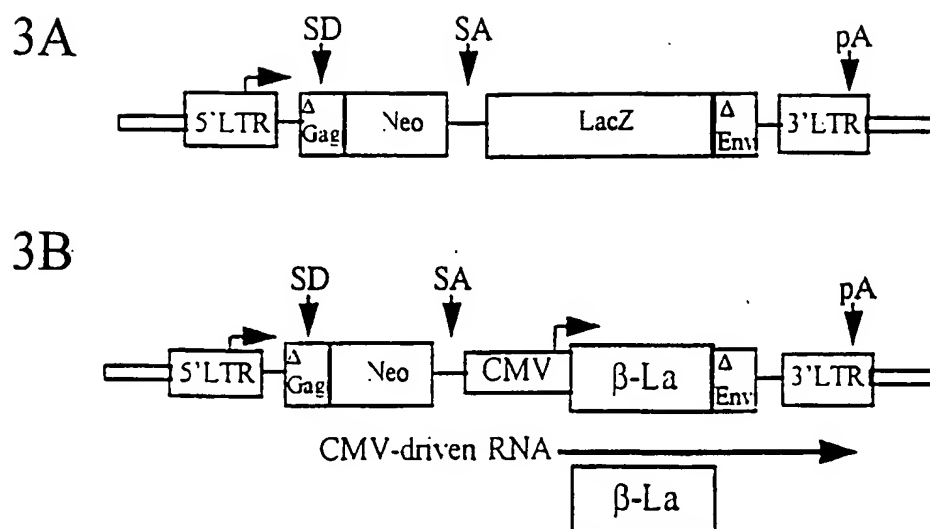 3A
SD
SA
pA
5'LTR
Δ
Gag
Neo
LacZ
Δ
Env
3'LTR
3B
SD
SA
pA
5'LTR
Δ
Gag
Neo
CMV
β-La
Δ
Env
3'LTR
CMV-driven RNA
β-La